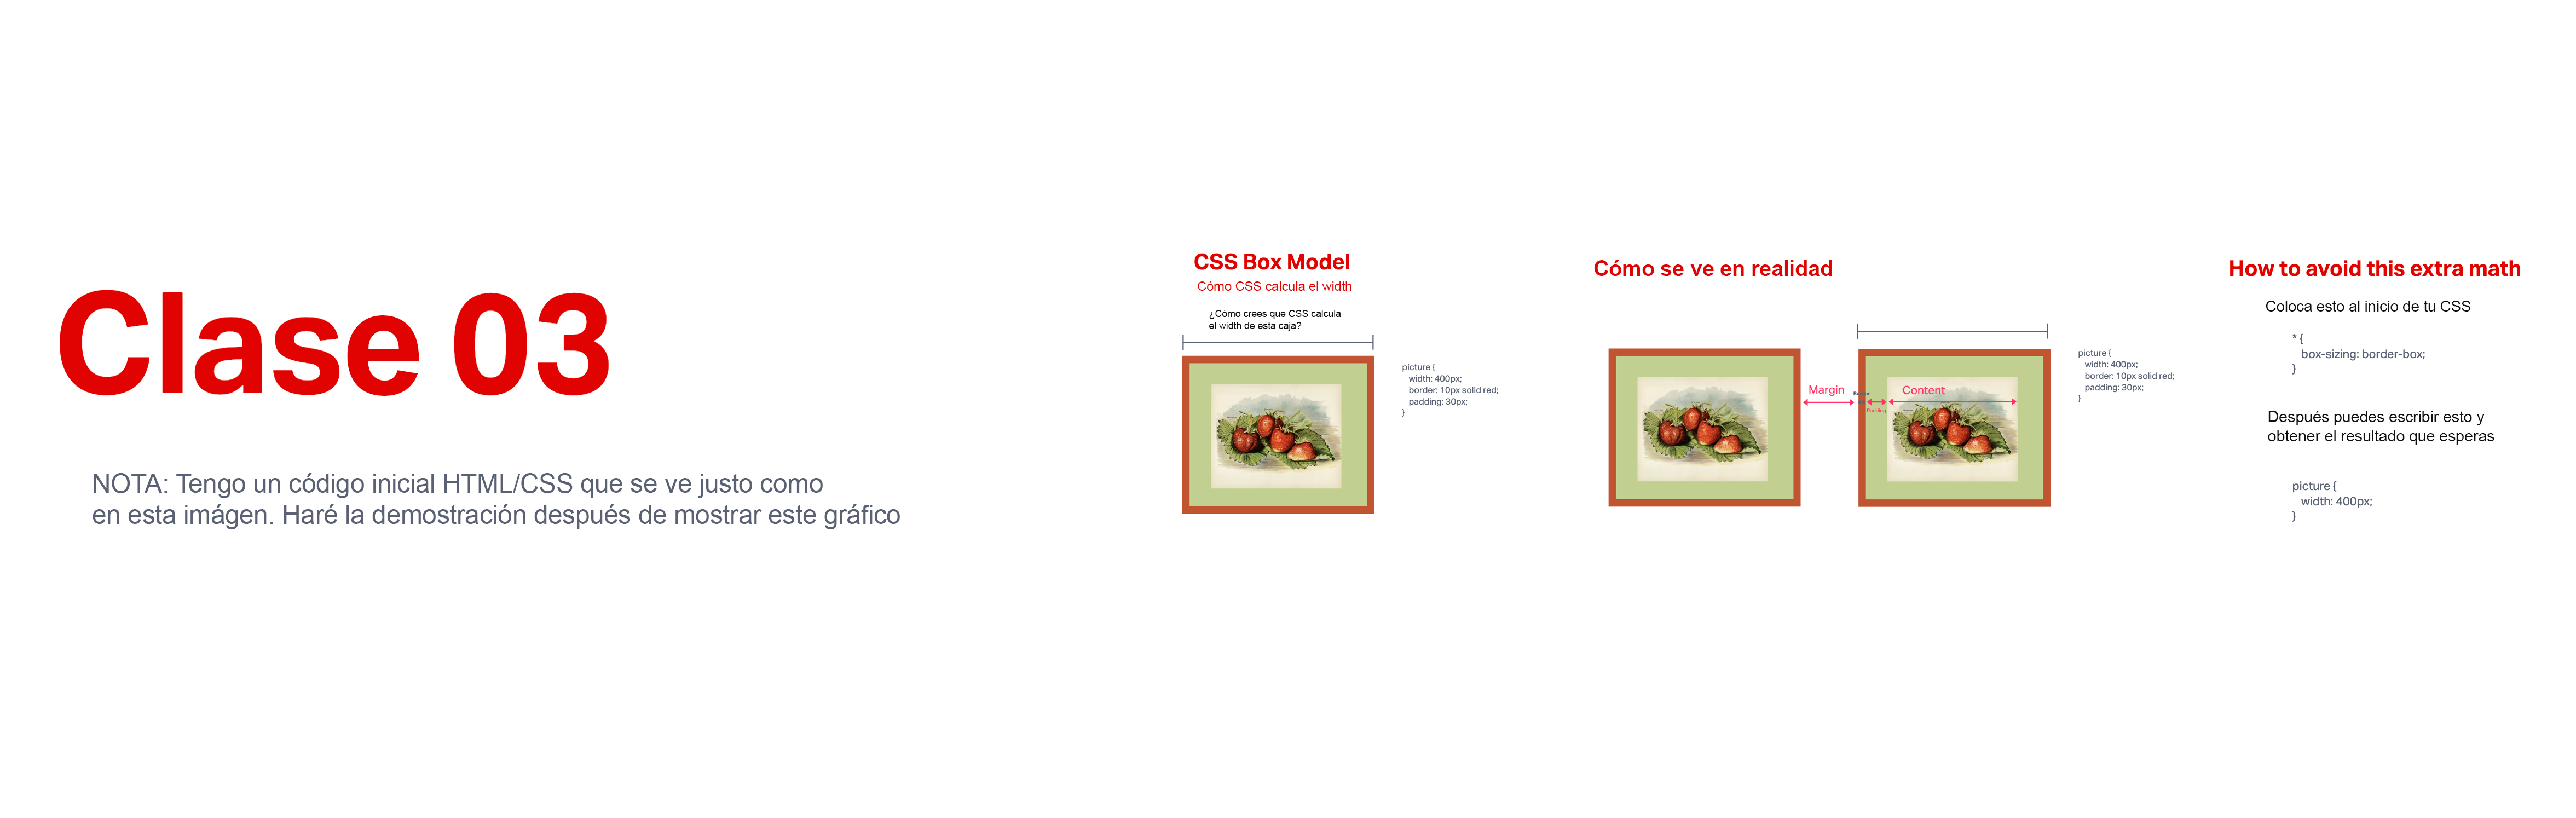 Clase 03
NOTA: Tengo un código inicial HTML/CSS que se ve justo como
en esta imágen. Haré la demostración después de mostrar este gráfico
CSS Box Model
Cómo CSS calcula el width
¿Cómo crees que CSS calcula
el width de esta caja?
picture {
width: 400px;
border: 10px solid red;
padding: 30px;
}
Cómo se ve en realidad
Margin
Padding
Content
picture {
width: 400px;
border: 10px solid red;
padding: 30px;
}
How to avoid this extra math
Coloca esto al inicio de tu CSS
* {
box-sizing: border-box;
}
Después puedes escribir esto y
obtener el resultado que esperas
picture {
width: 400px;
}